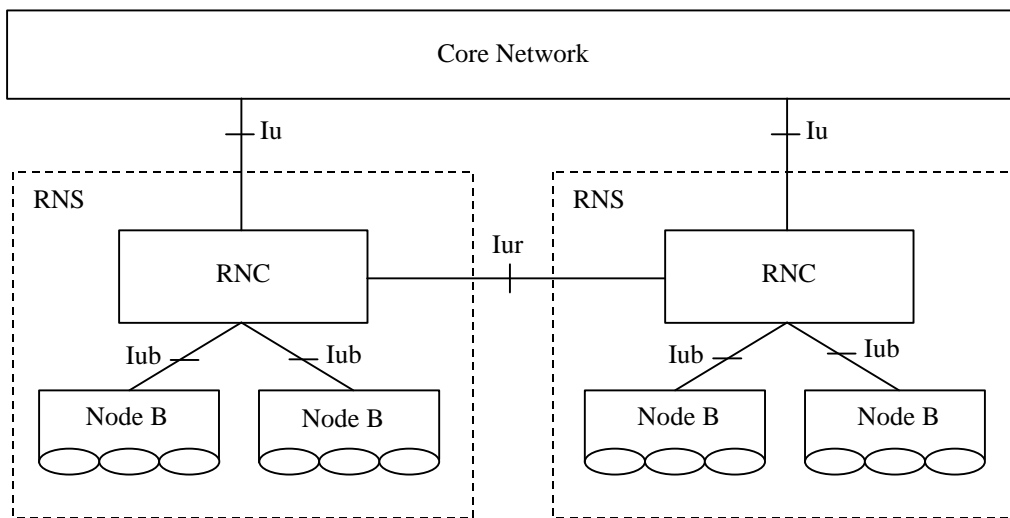 Core Network
Iu
Iu
RNS
RNS
Iur
RNC
RNC
Iub
Iub
Iub
Iub
Node B
Node B
Node B
Node B